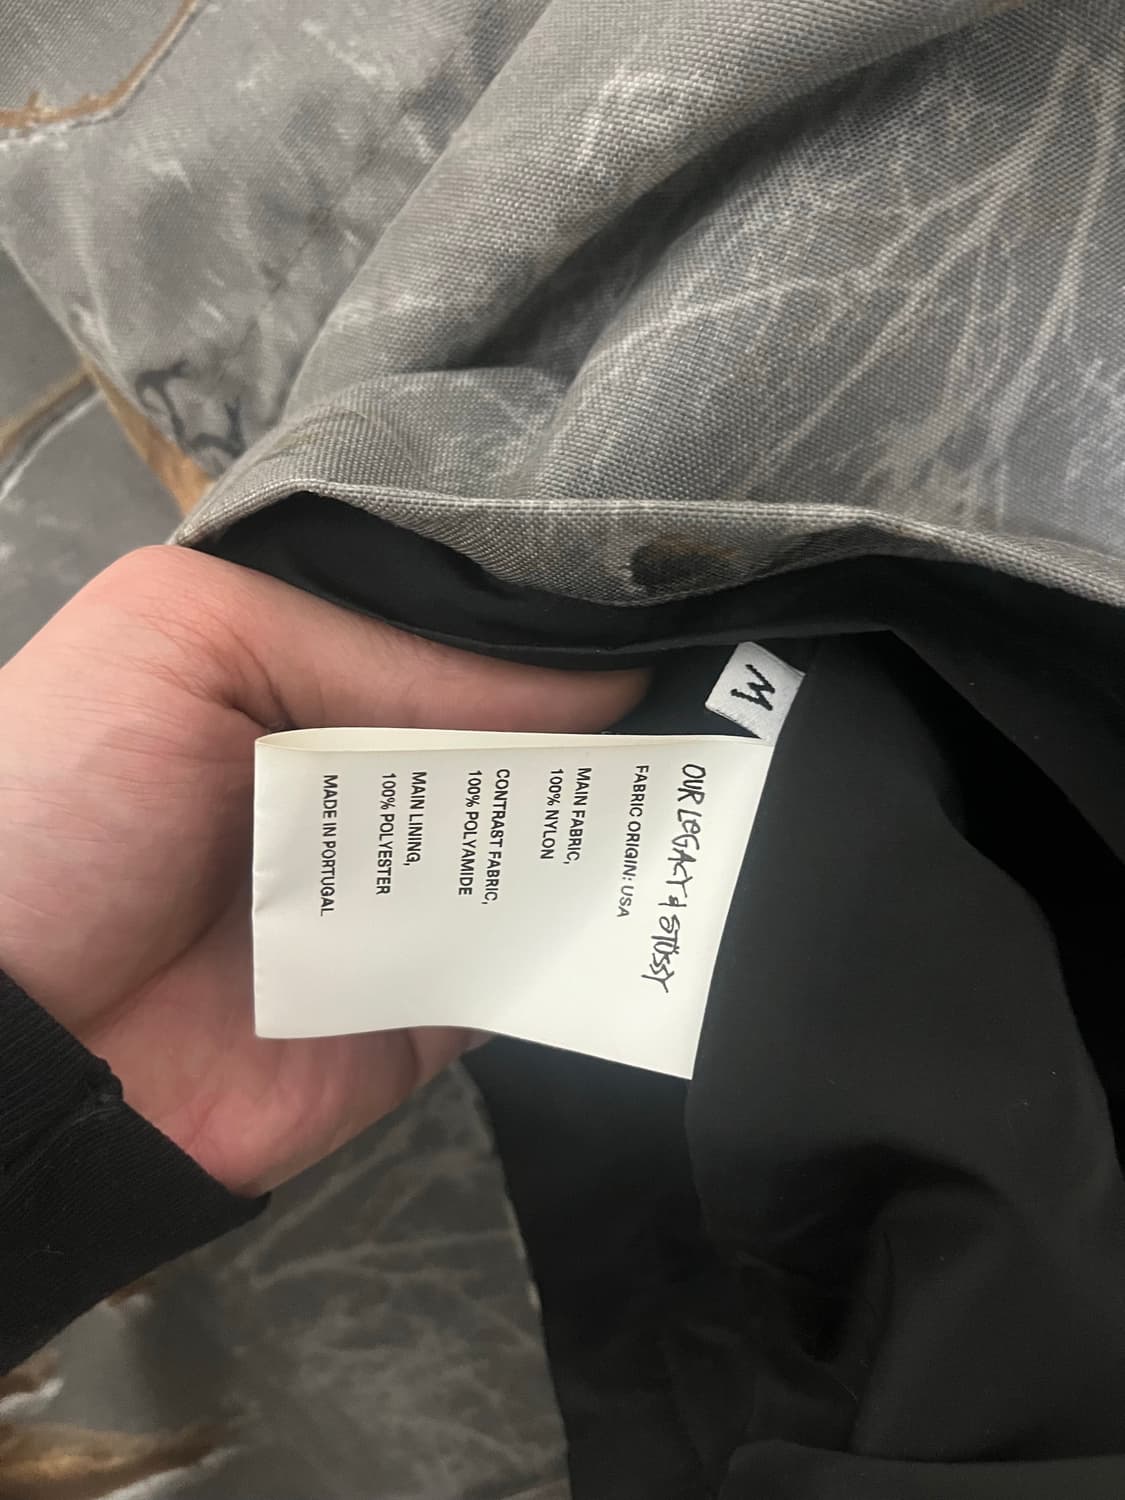 M
OUR LEGACY & STÜSSY
FABRIC ORIGIN: USA
MAIN FABRIC,
100% NYLON
CONTRAST FABRIC,
100% POLYAMIDE
MAIN LINING,
100% POLYESTER
MADE IN PORTUGAL